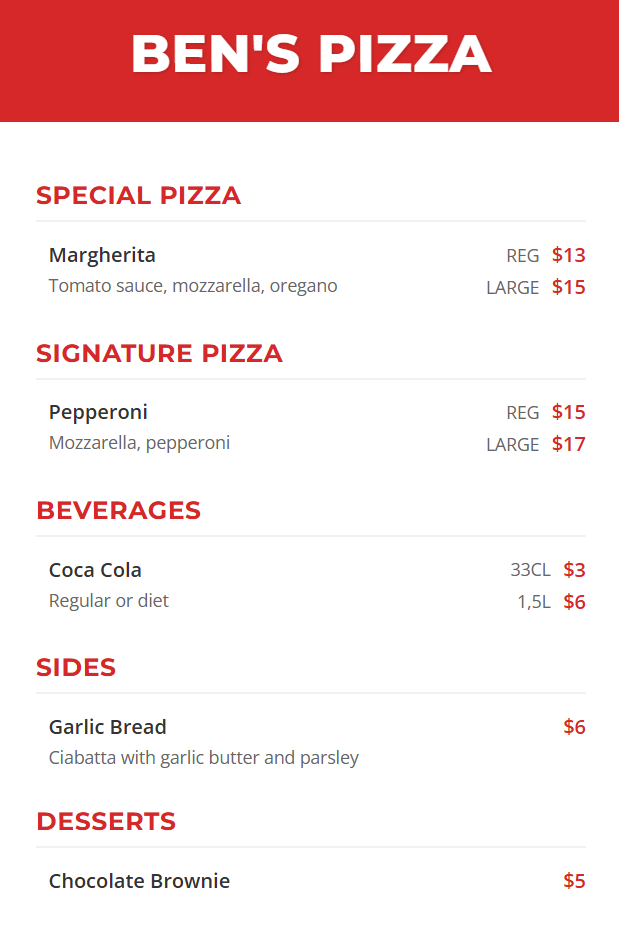 BEN'S PIZZA
SPECIAL PIZZA
Margherita REG $13
Tomato sauce, mozzarella, oregano LARGE $15
SIGNATURE PIZZA
Pepperoni REG $15
Mozzarella, pepperoni LARGE $17
BEVERAGES
Coca Cola 33CL $3
Regular or diet 1,5L $6
SIDES
Garlic Bread $6
Ciabatta with garlic butter and parsley
DESSERTS
Chocolate Brownie $5